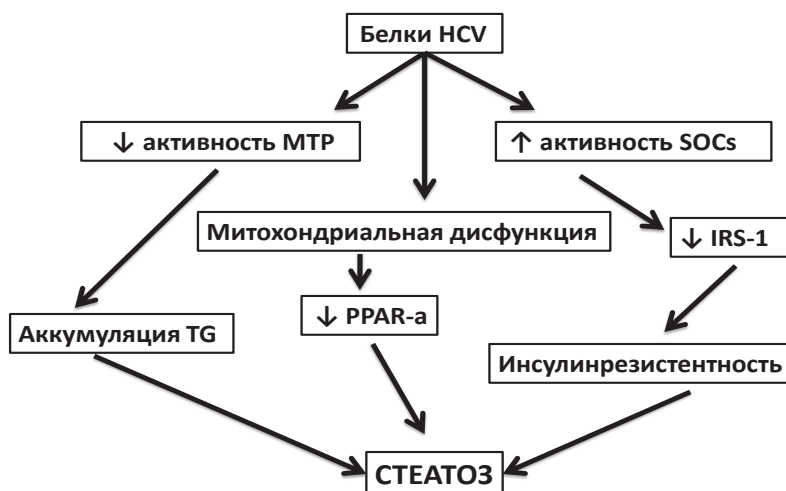 Белки HCV
↓ активность MTP
↑ активность SOCs
Митохондриальная дисфункция
↓ IRS-1
↓ PPAR-a
Аккумуляция TG
Инсулинрезистентность
СТЕАТОЗ